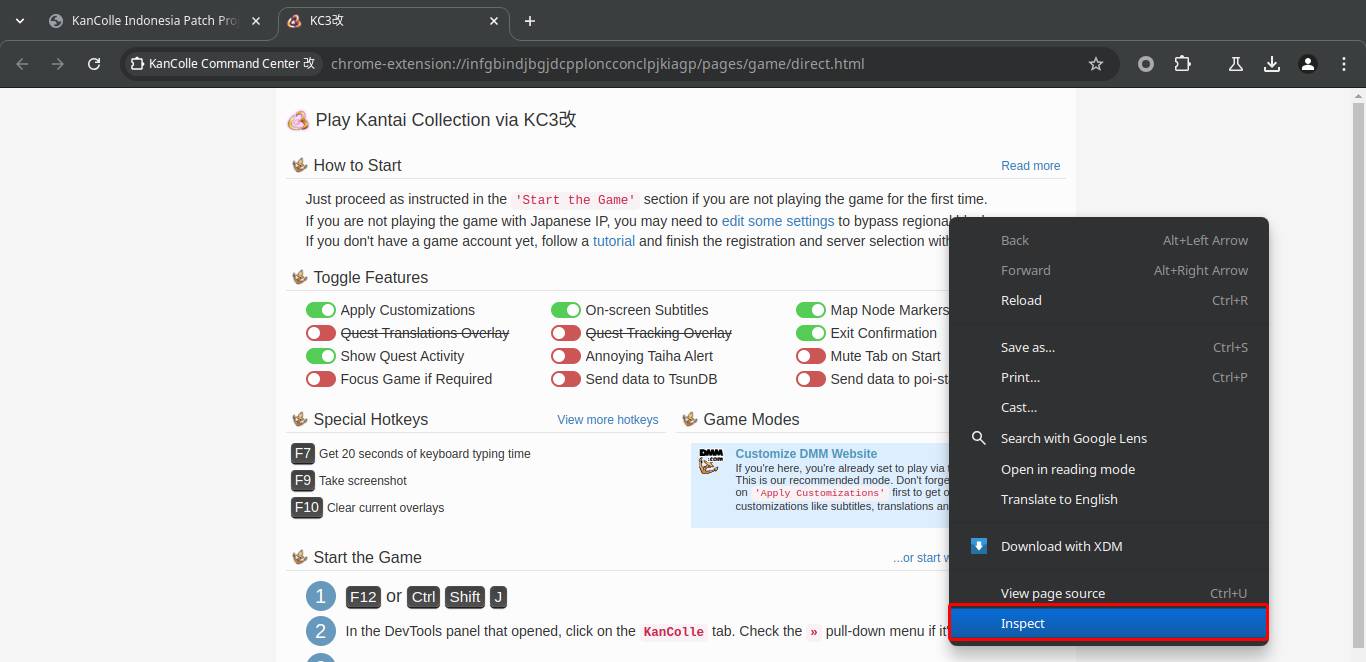 KanColle Indonesia Patch Pro
KC3改
KanColle Command Center 改
chrome-extension://infgbindjbgjdcpploncconclpjkiagp/pages/game/direct.html
Play Kantai Collection via KC3改
How to Start
Read more
Just proceed as instructed in the 'Start the Game' section if you are not playing the game for the first time.
If you are not playing the game with Japanese IP, you may need to edit some settings to bypass regional
If you don't have a game account yet, follow a tutorial and finish the registration and server selection
Toggle Features
Apply Customizations
On-screen Subtitles
Map Node Markers
Quest Translations Overlay
Quest Tracking Overlay
Exit Confirmation
Show Quest Activity
Annoying Taiha Alert
Mute Tab on Start
Focus Game if Required
Send data to TsunDB
Send data to poi-st
Special Hotkeys
View more hotkeys
F7 Get 20 seconds of keyboard typing time
F9 Take screenshot
F10 Clear current overlays
Game Modes
DMM.com
Customize DMM Website
If you're here, you're already set to play via
This is our recommended mode. Don't forge
on 'Apply Customizations' first to get
customizations like subtitles, translations an
Start the Game
...or start
1 F12 or Ctrl Shift J
2 In the DevTools panel that opened, click on the KanColle tab. Check the » pull-down menu if it
Back Alt+Left Arrow
Forward Alt+Right Arrow
Reload Ctrl+R
Save as... Ctrl+S
Print... Ctrl+P
Cast...
Search with Google Lens
Open in reading mode
Translate to English
Download with XDM
View page source Ctrl+U
Inspect